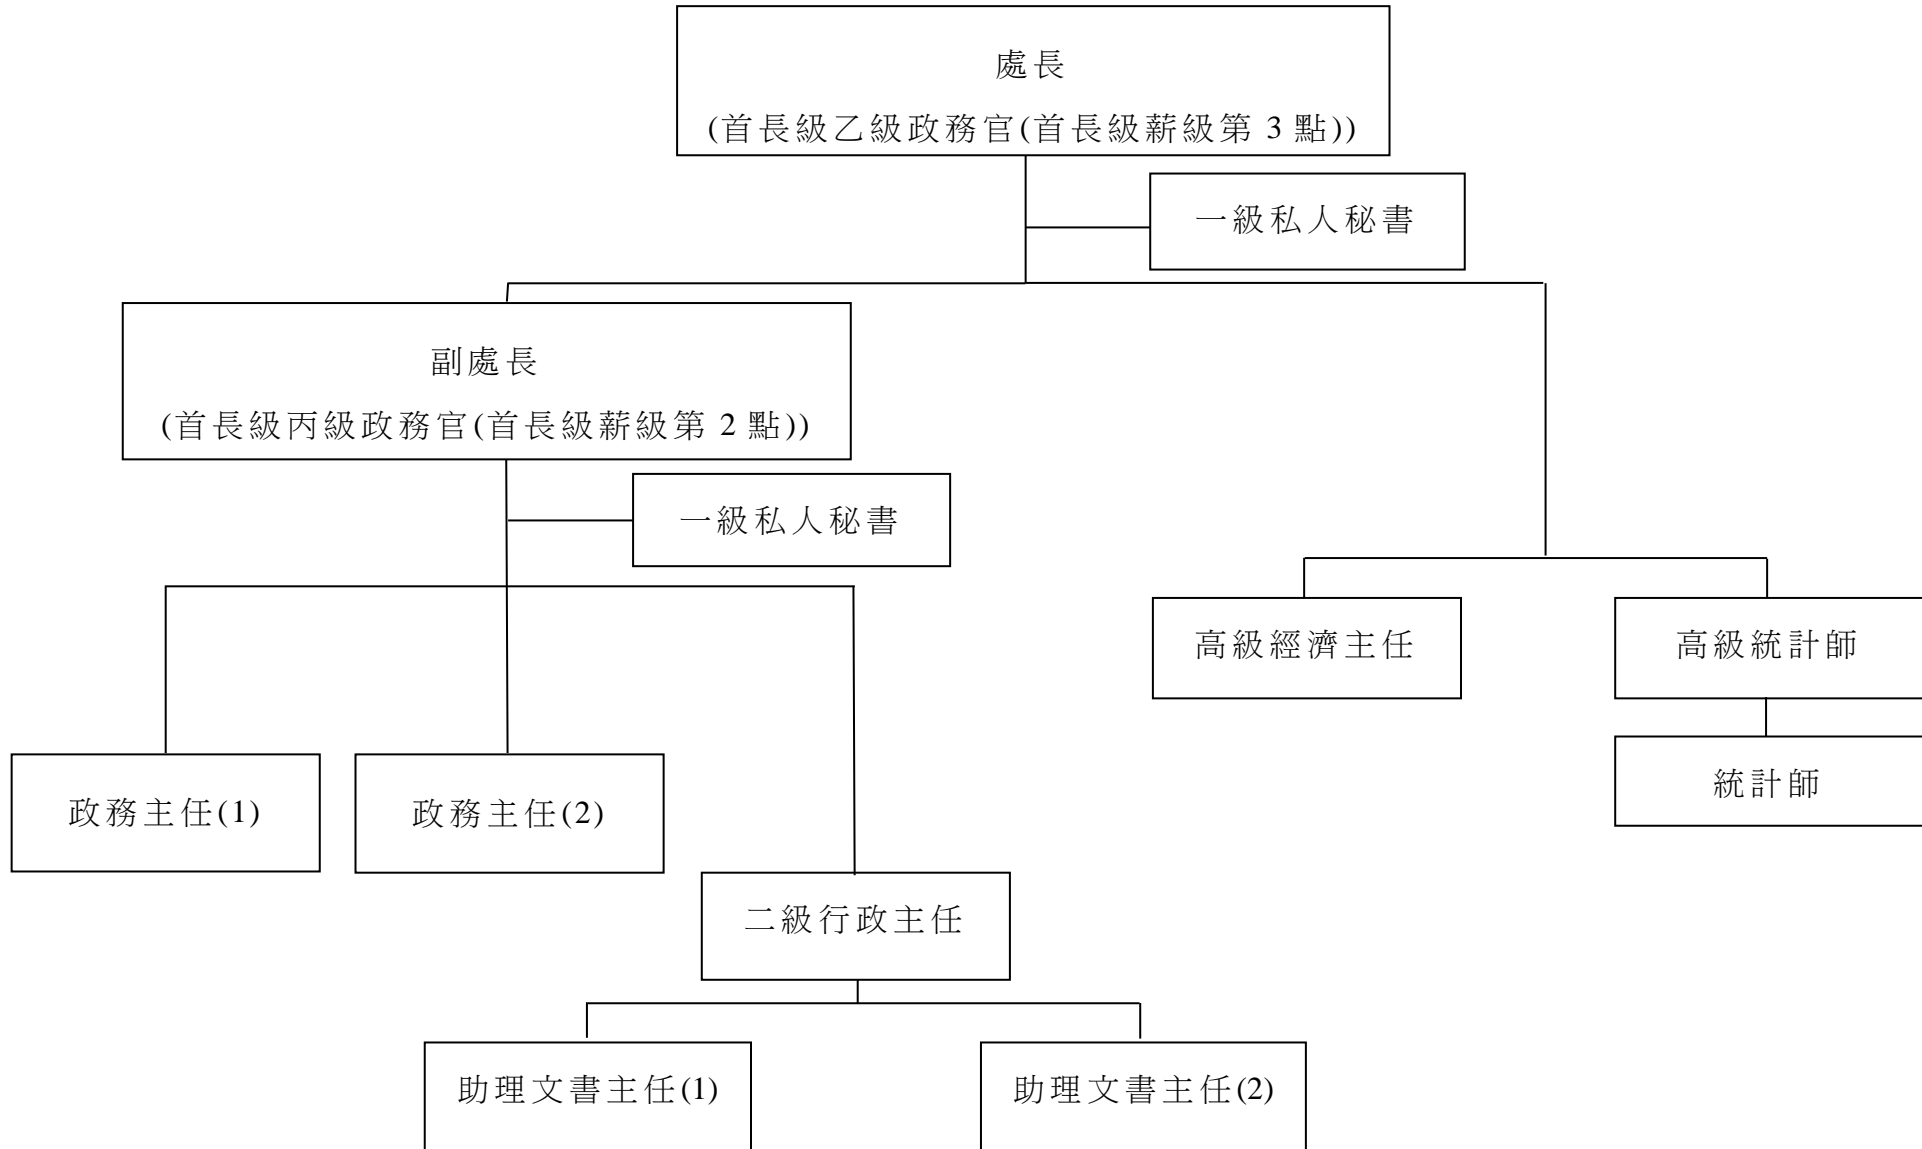 處長
(首長級乙級政務官(首長級薪級第 3 點))
一級私人秘書
副處長
(首長級丙級政務官(首長級薪級第 2 點))
一級私人秘書
高級經濟主任
高級統計師
統計師
政務主任(1)
政務主任(2)
二級行政主任
助理文書主任(1)
助理文書主任(2)